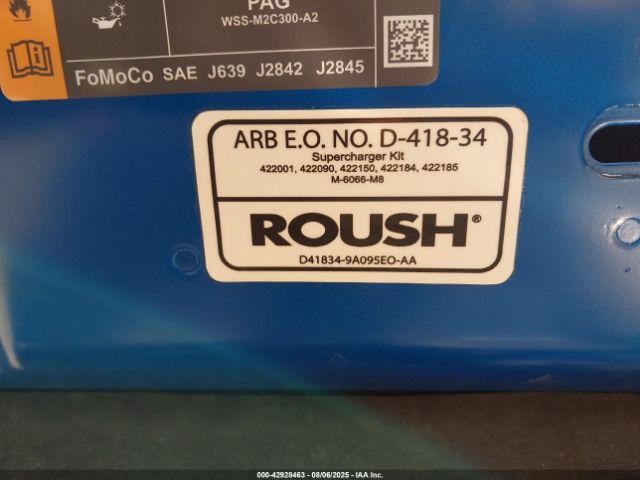 PAG
WSS-M2C300-A2
FoMoCo SAE J639 J2842 J2845
ARB E.O. NO. D-418-34
Supercharger Kit
422001, 422090, 422150, 422184, 422185
M-6066-M8
ROUSH®
D41834-9A095EO-AA
000-42928463 - 08/06/2025 - IAA Inc.